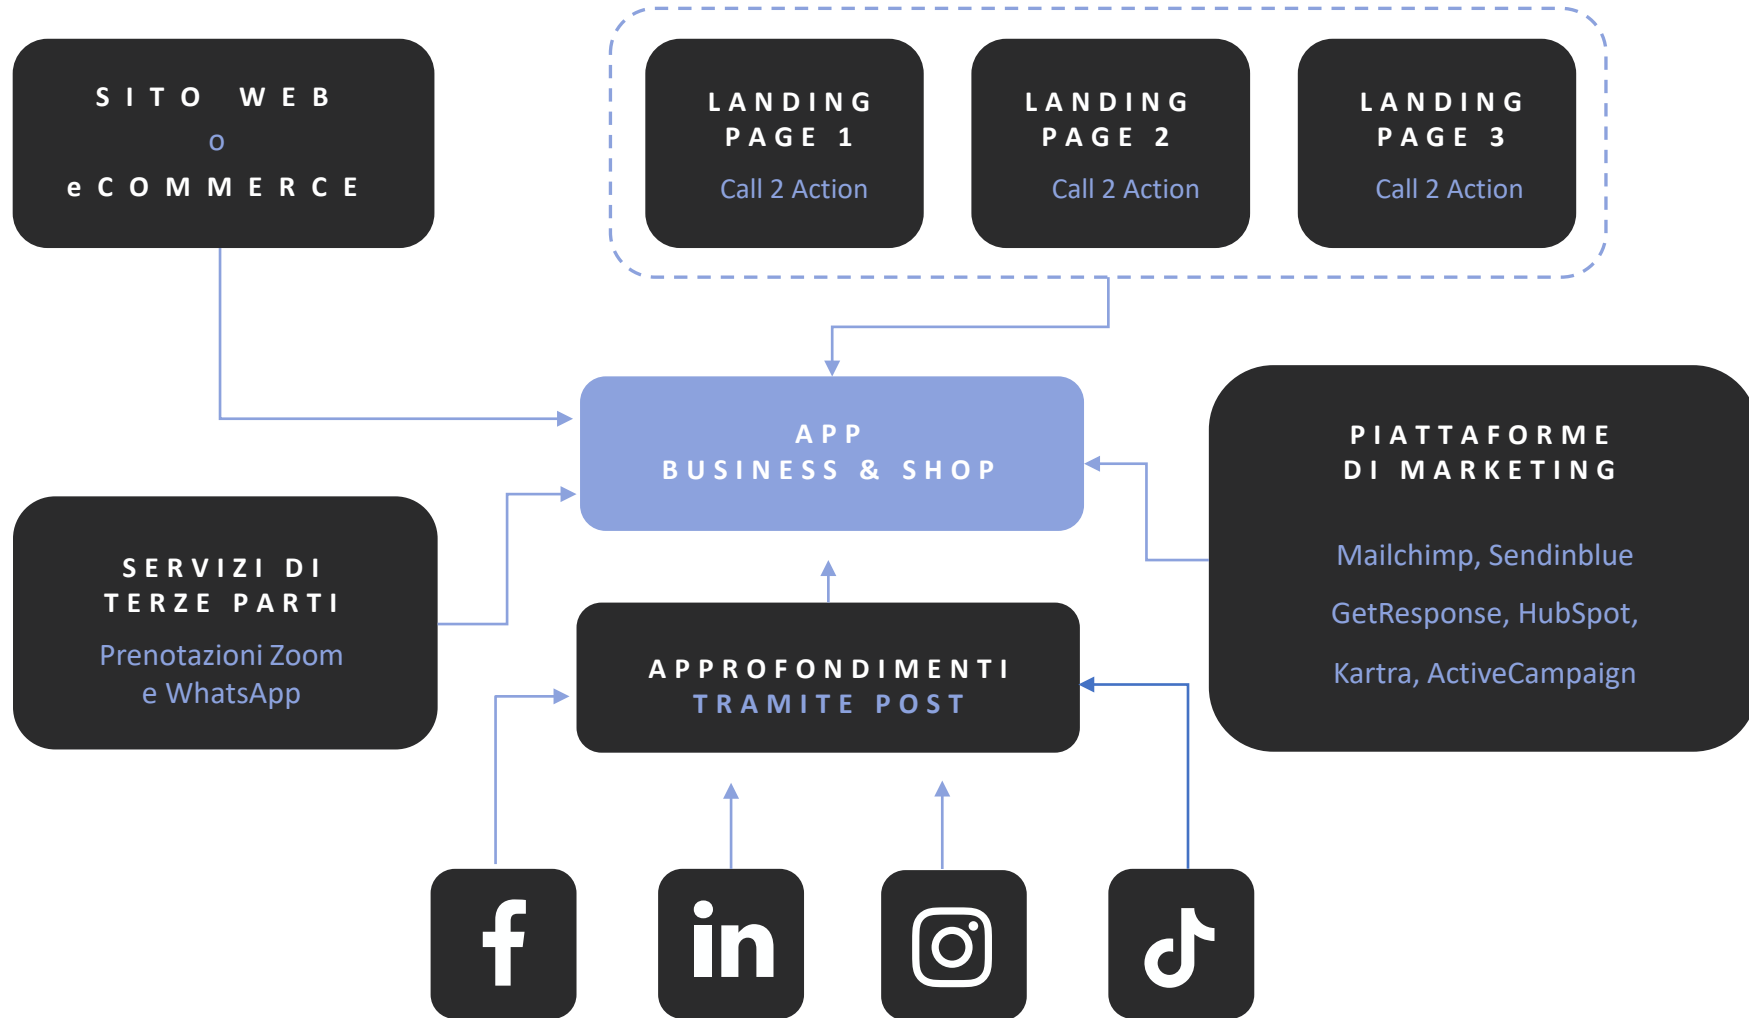 SITO WEB
o
eCOMMERCE
LANDING
PAGE 1
Call 2 Action
LANDING
PAGE 2
Call 2 Action
LANDING
PAGE 3
Call 2 Action
APP
BUSINESS & SHOP
PIATTAFORME
DI MARKETING
Mailchimp, Sendinblue
GetResponse, HubSpot,
Kartra, ActiveCampaign
SERVIZI DI
TERZE PARTI
Prenotazioni Zoom
e WhatsApp
APPROFONDIMENTI
TRAMITE POST
f
in